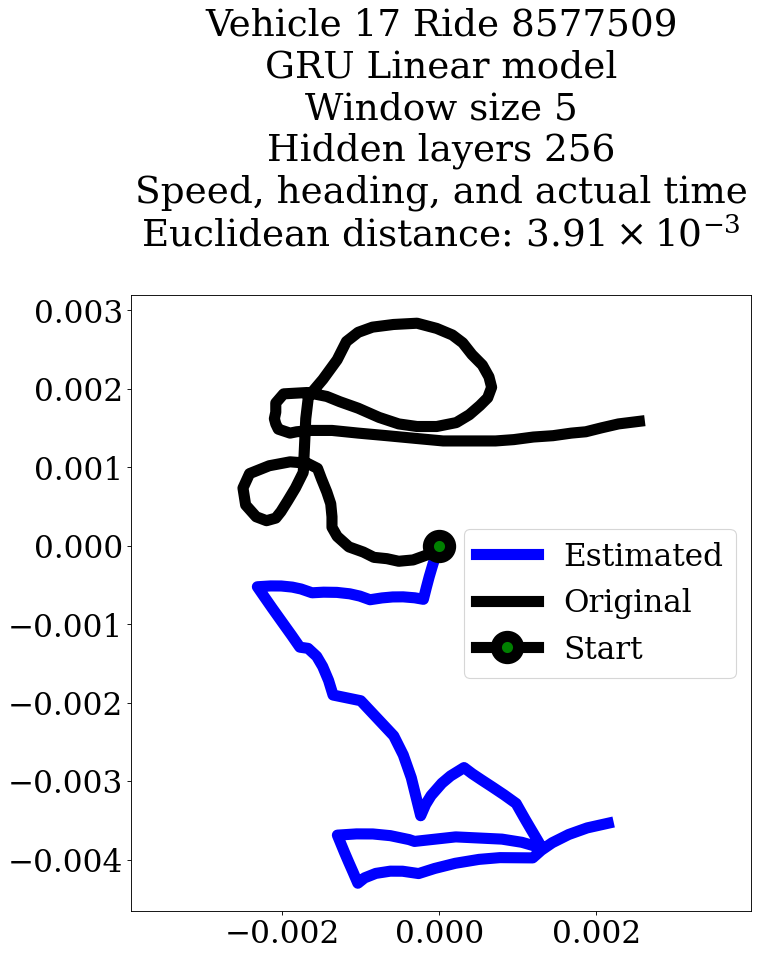 Vehicle 17 Ride 8577509
GRU Linear model
Window size 5
Hidden layers 256
Speed, heading, and actual time
Euclidean distance: 3.91 × 10⁻³
0.003
0.002
0.001
0.000
−0.001
−0.002
−0.003
−0.004
Estimated
Original
Start
−0.002 0.000 0.002